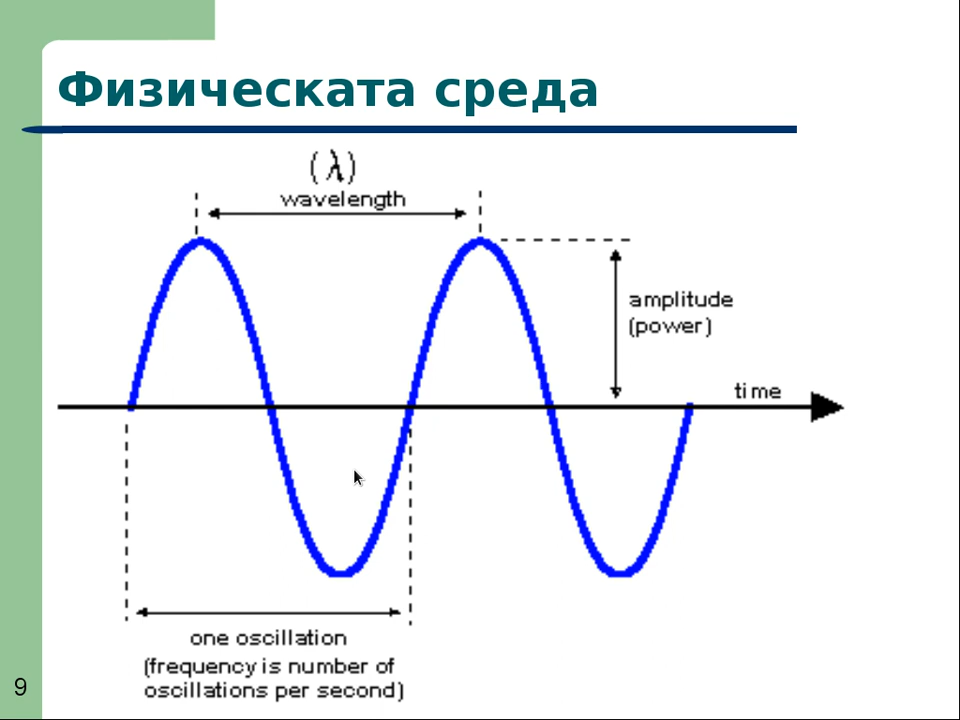 Физическата среда
(λ)
wavelength
amplitude
(power)
time
one oscillation
(frequency is number of
oscillations per second)
9